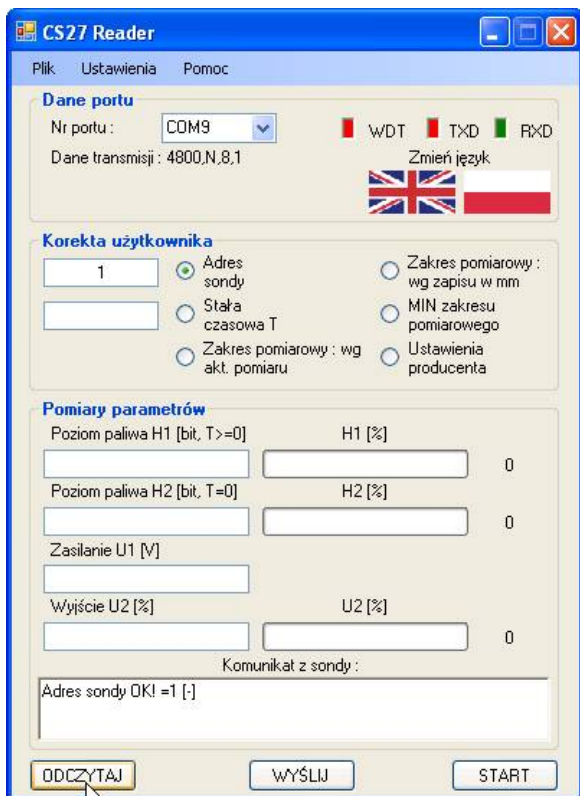 CS27 Reader
Plik Ustawienia Pomoc
Dane portu
Nr portu : COM9 WDT TXD RXD
Dane transmisji : 4800,N,8,1 Zmień język
Korekta użytkownika
1 Adres sondy Zakres pomiarowy : wg zapisu w mm
Stała czasowa T MIN zakresu pomiarowego
Zakres pomiarowy : wg akt. pomiaru Ustawienia producenta
Pomiary parametrów
Poziom paliwa H1 [bit, T>=0] H1 [%]
0
Poziom paliwa H2 [bit, T=0] H2 [%]
0
Zasilanie U1 [V]
Wyjście U2 [%] U2 [%]
0
Komunikat z sondy :
Adres sondy OK! =1 [-]
ODCZYTAJ WYŚLIJ START